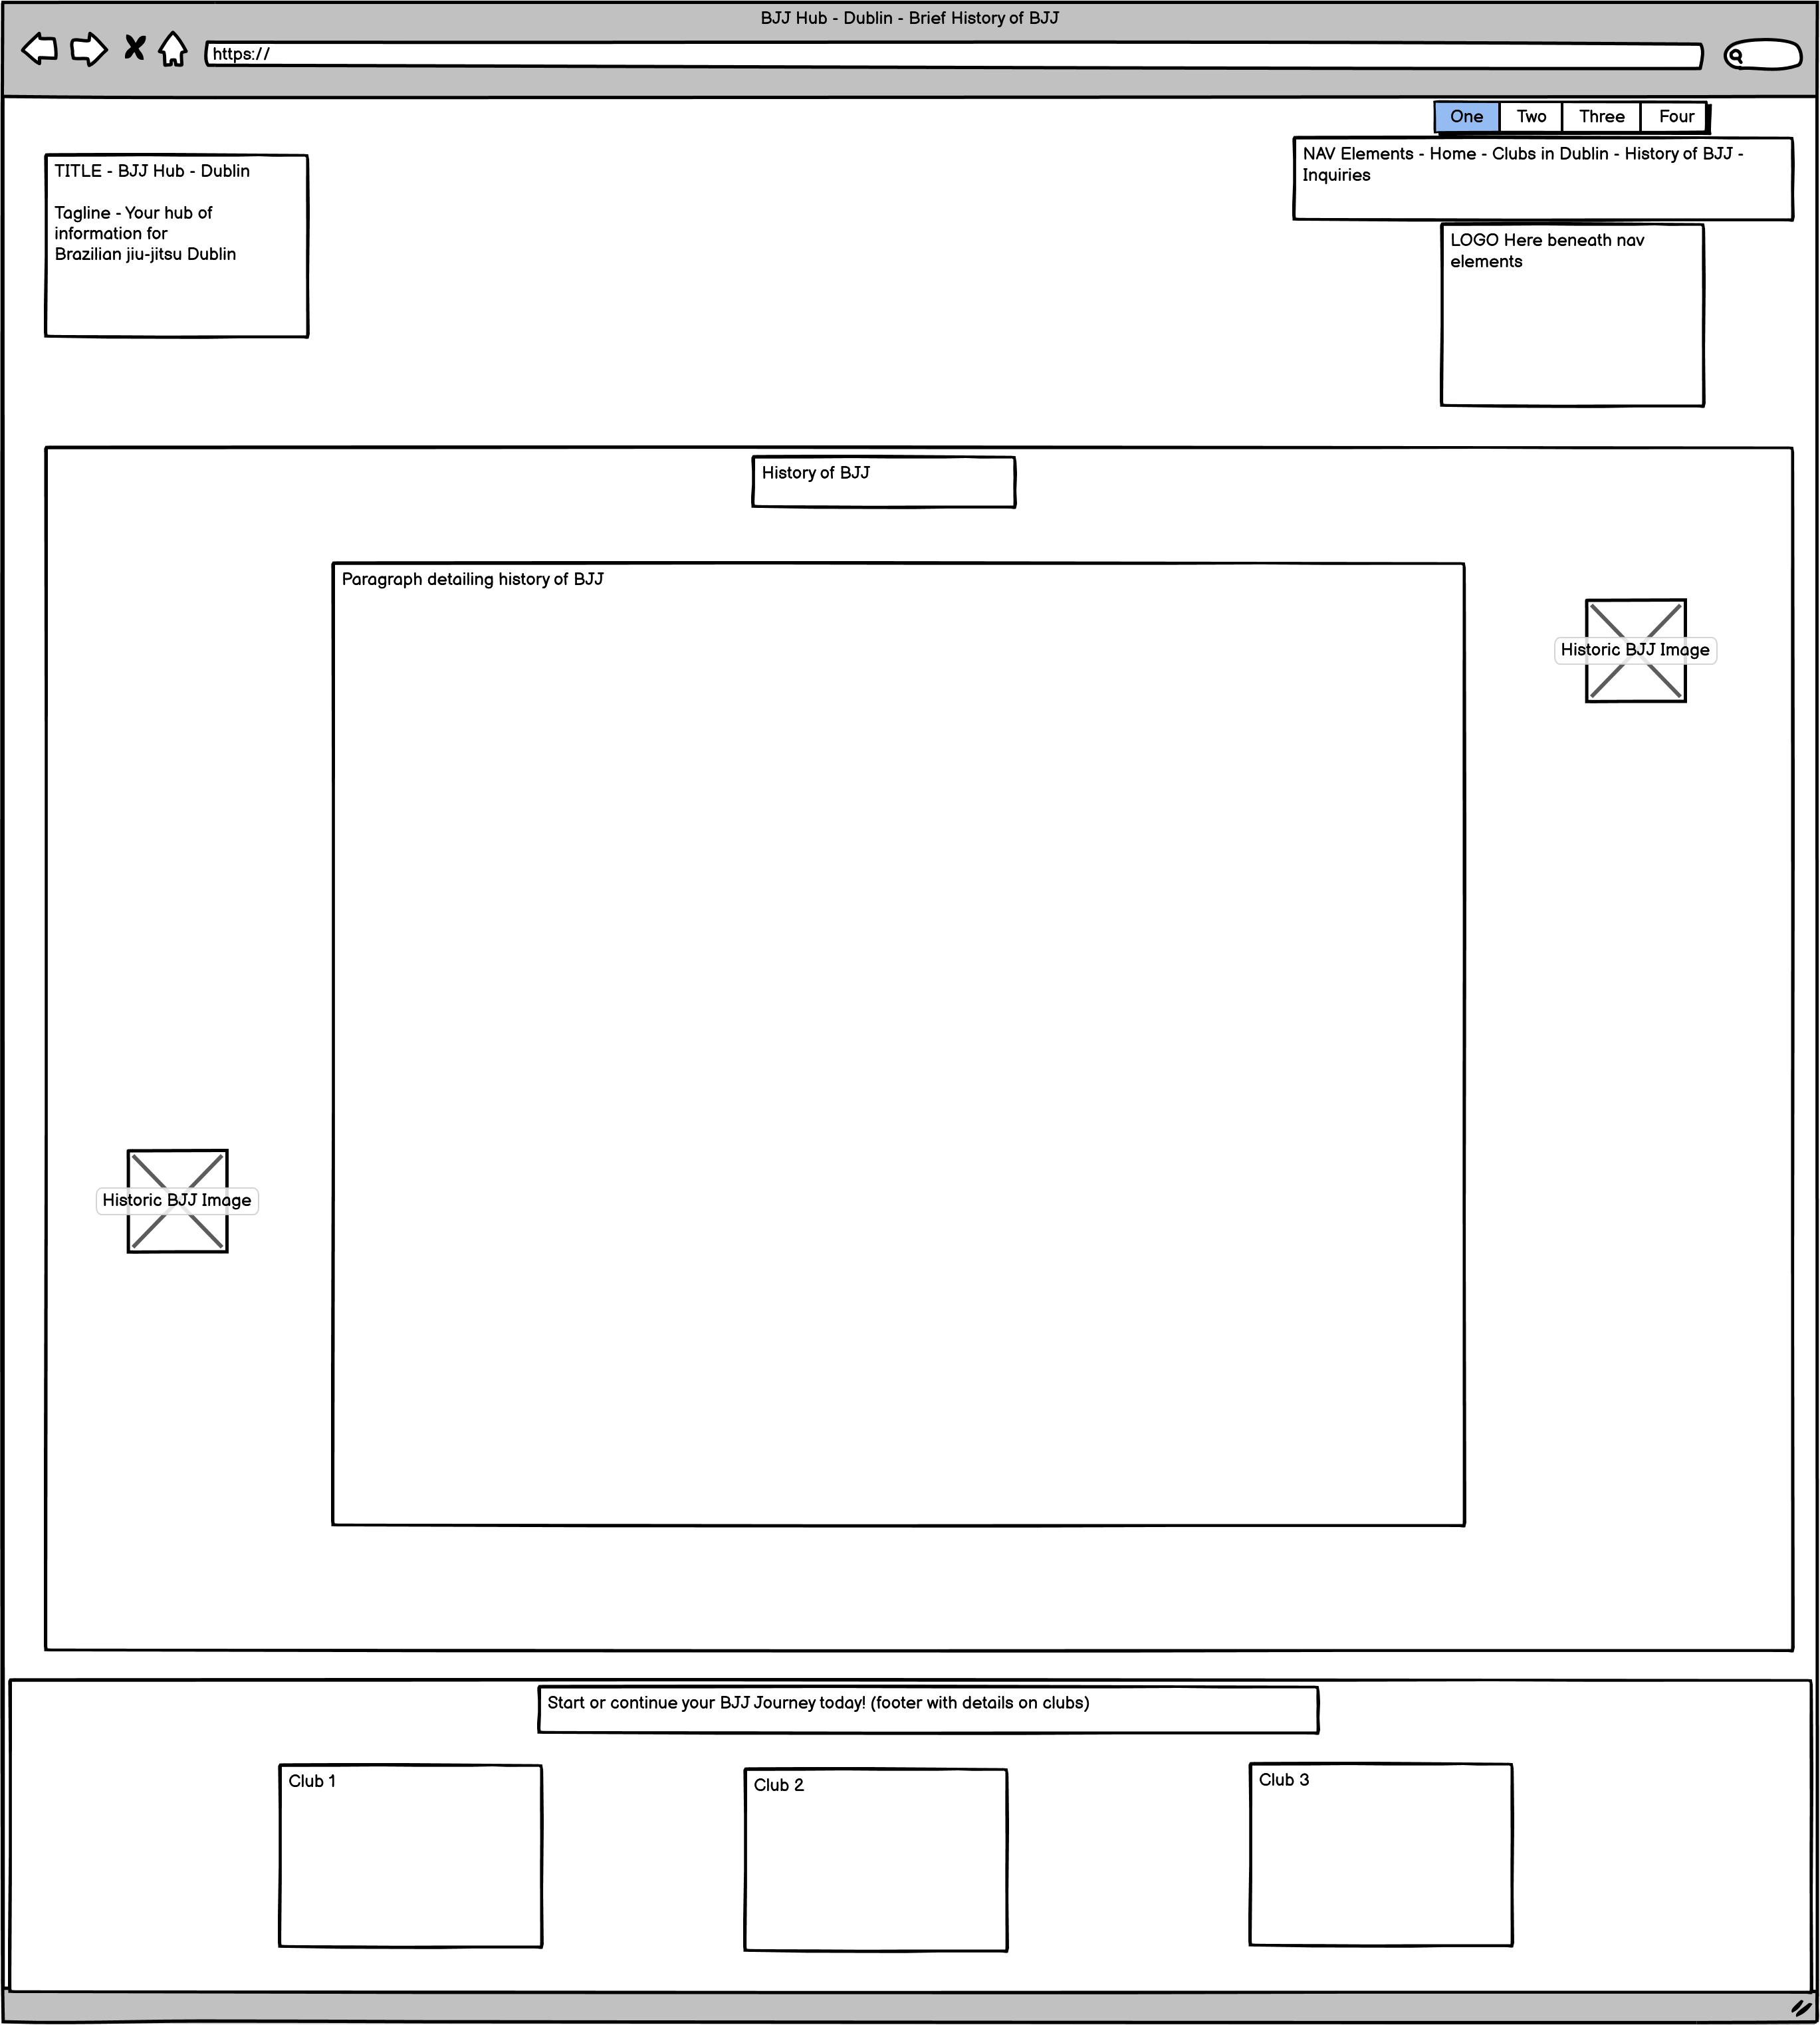 BJJ Hub - Dublin - Brief History of BJJ
https://
One Two Three Four
NAV Elements - Home - Clubs in Dublin - History of BJJ -
Inquiries
TITLE - BJJ Hub - Dublin
Tagline - Your hub of
information for
Brazilian jiu-jitsu Dublin
LOGO Here beneath nav
elements
History of BJJ
Paragraph detailing history of BJJ
Historic BJJ Image
Historic BJJ Image
Start or continue your BJJ Journey today! (footer with details on clubs)
Club 1
Club 2
Club 3